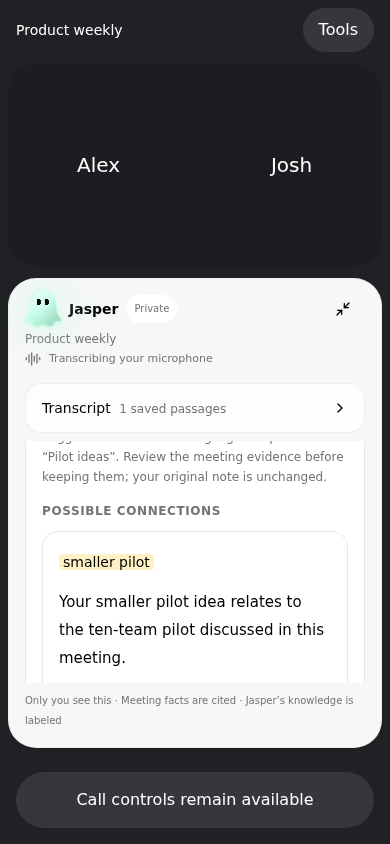 Product weekly
Tools
Alex
Josh
Jasper
Private
Product weekly
Transcribing your microphone
Transcript 1 saved passages
“Pilot ideas”. Review the meeting evidence before
keeping them; your original note is unchanged.
POSSIBLE CONNECTIONS
smaller pilot
Your smaller pilot idea relates to
the ten-team pilot discussed in this
meeting.
Only you see this · Meeting facts are cited · Jasper’s knowledge is
labeled
Call controls remain available